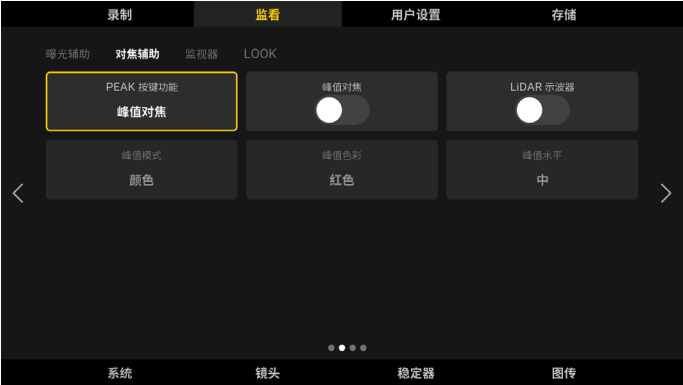 录制 监看 用户设置 存储
曝光辅助 对焦辅助 监视器 LOOK
PEAK 按键功能 峰值对焦 LiDAR 示波器
峰值对焦
峰值模式 峰值色彩 峰值水平
颜色 红色 中
系统 镜头 稳定器 图传